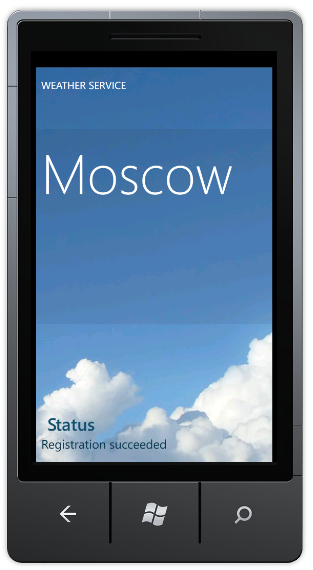 WEATHER SERVICE
Moscow
Status
Registration succeeded